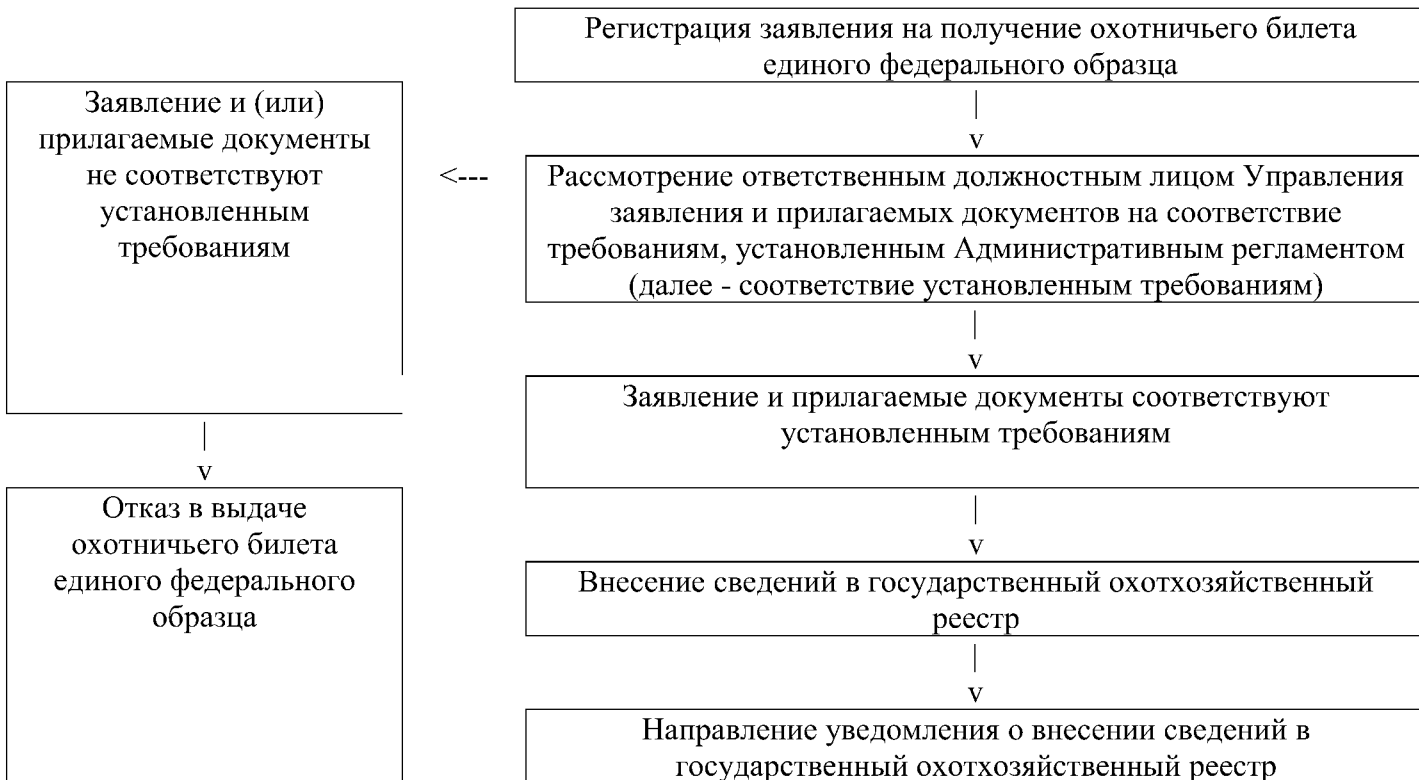 Регистрация заявления на получение охотничьего билета
единого федерального образца
|
v
Заявление и (или)
прилагаемые документы
не соответствуют
установленным
требованиям
<---
Рассмотрение ответственным должностным лицом Управления
заявления и прилагаемых документов на соответствие
требованиям, установленным Административным регламентом
(далее - соответствие установленным требованиям)
|
v
Заявление и прилагаемые документы соответствуют
установленным требованиям
|
v
Отказ в выдаче
охотничьего билета
единого федерального
образца
|
v
Внесение сведений в государственный охотхозяйственный
реестр
|
v
Направление уведомления о внесении сведений в
государственный охотхозяйственный реестр